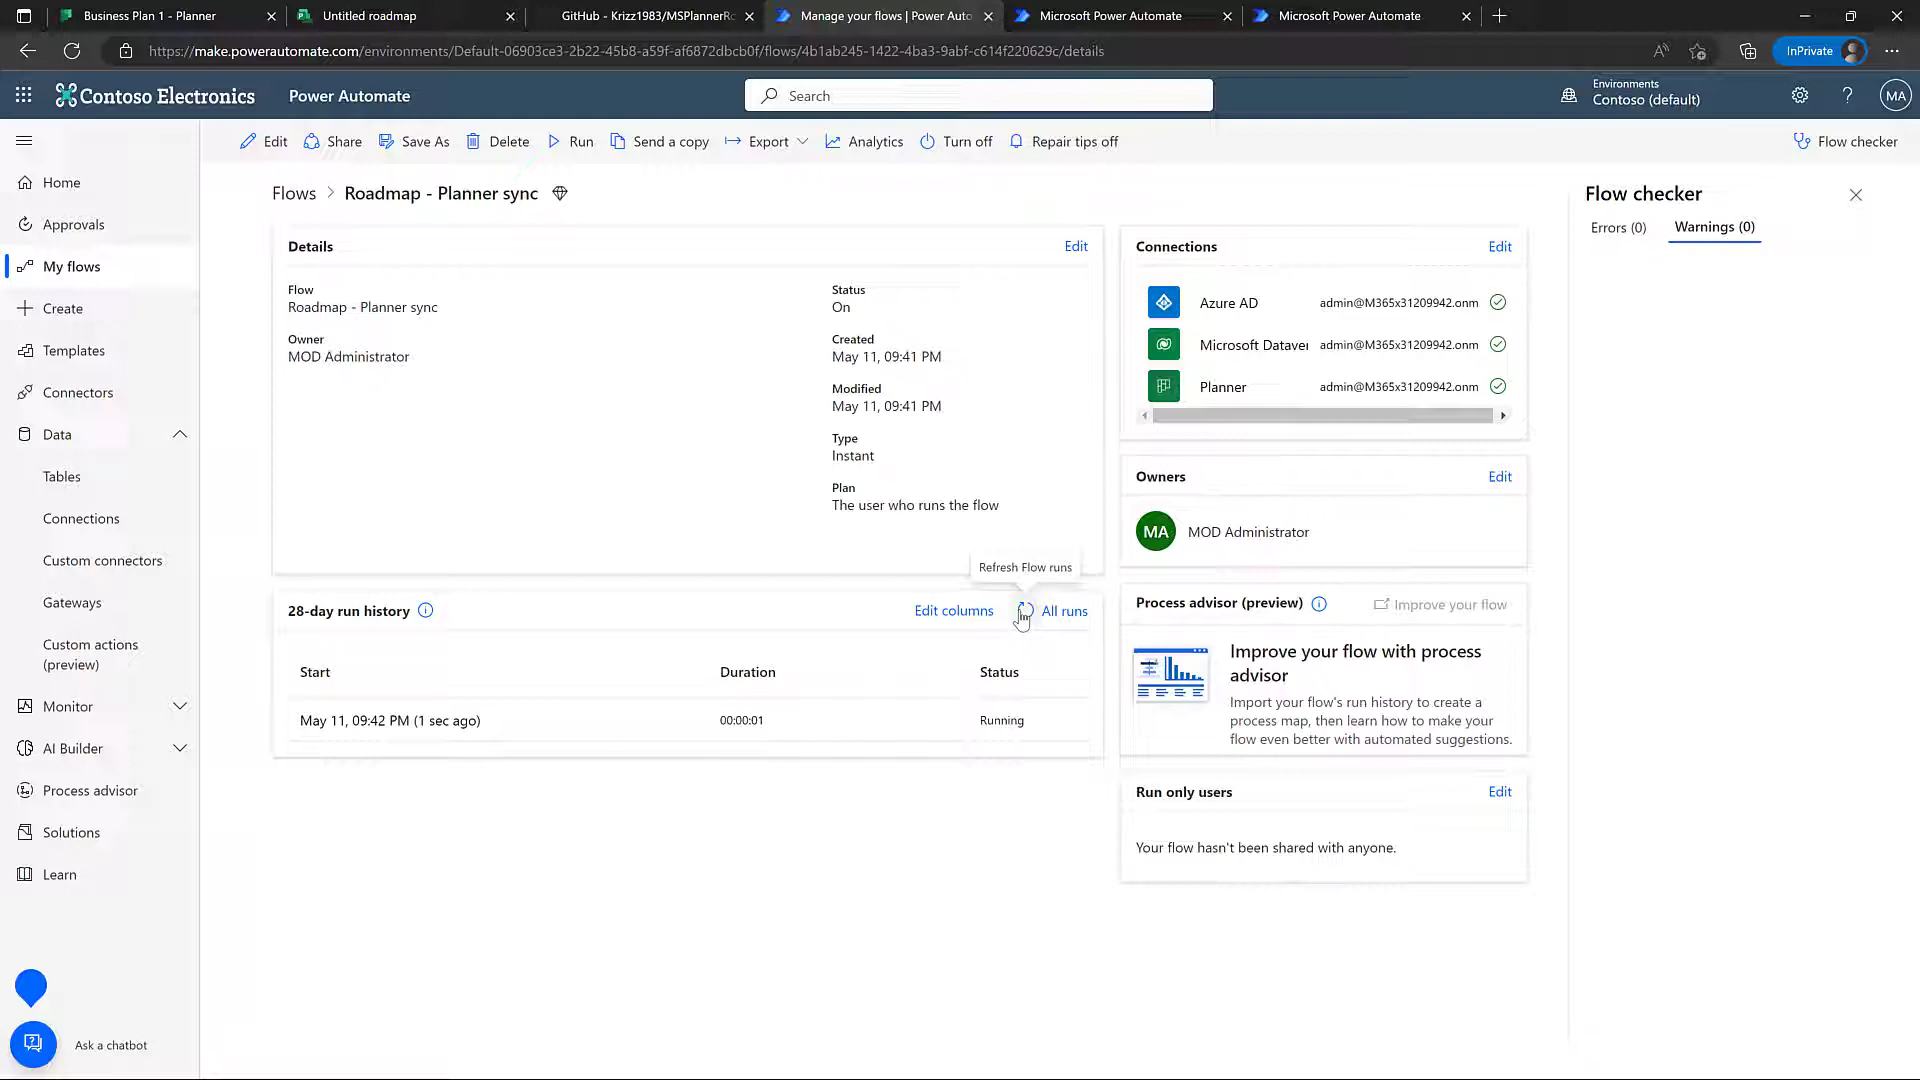 Business Plan 1 - Planner
Untitled roadmap
GitHub - Krizz1983/MSPlannerRo
Manage your flows | Power Auto
Microsoft Power Automate
Microsoft Power Automate
https://make.powerautomate.com/environments/Default-06903ce3-2b22-45b8-a59f-af6872dbcb0f/flows/4b1ab245-1422-4ba3-9abf-c614f220629c/details
InPrivate
Contoso Electronics
Power Automate
Search
Environments
Contoso (default)
MA
Edit
Share
Save As
Delete
Run
Send a copy
Export
Analytics
Turn off
Repair tips off
Flow checker
Home
Approvals
My flows
Create
Templates
Connectors
Data
Tables
Connections
Custom connectors
Gateways
Custom actions
(preview)
Monitor
AI Builder
Process advisor
Solutions
Learn
Ask a chatbot
Flows > Roadmap - Planner sync
Details
Edit
Flow
Roadmap - Planner sync
Owner
MOD Administrator
Status
On
Created
May 11, 09:41 PM
Modified
May 11, 09:41 PM
Type
Instant
Plan
The user who runs the flow
Refresh Flow runs
28-day run history
Edit columns
All runs
Start Duration Status
May 11, 09:42 PM (1 sec ago) 00:00:01 Running
Connections
Edit
Azure AD admin@M365x31209942.onm
Microsoft Dataver admin@M365x31209942.onm
Planner admin@M365x31209942.onm
Owners
Edit
MA
MOD Administrator
Process advisor (preview)
Improve your flow
Improve your flow with process
advisor
Import your flow's run history to create a
process map, then learn how to make your
flow even better with automated suggestions.
Run only users
Edit
Your flow hasn't been shared with anyone.
Flow checker
Errors (0)
Warnings (0)